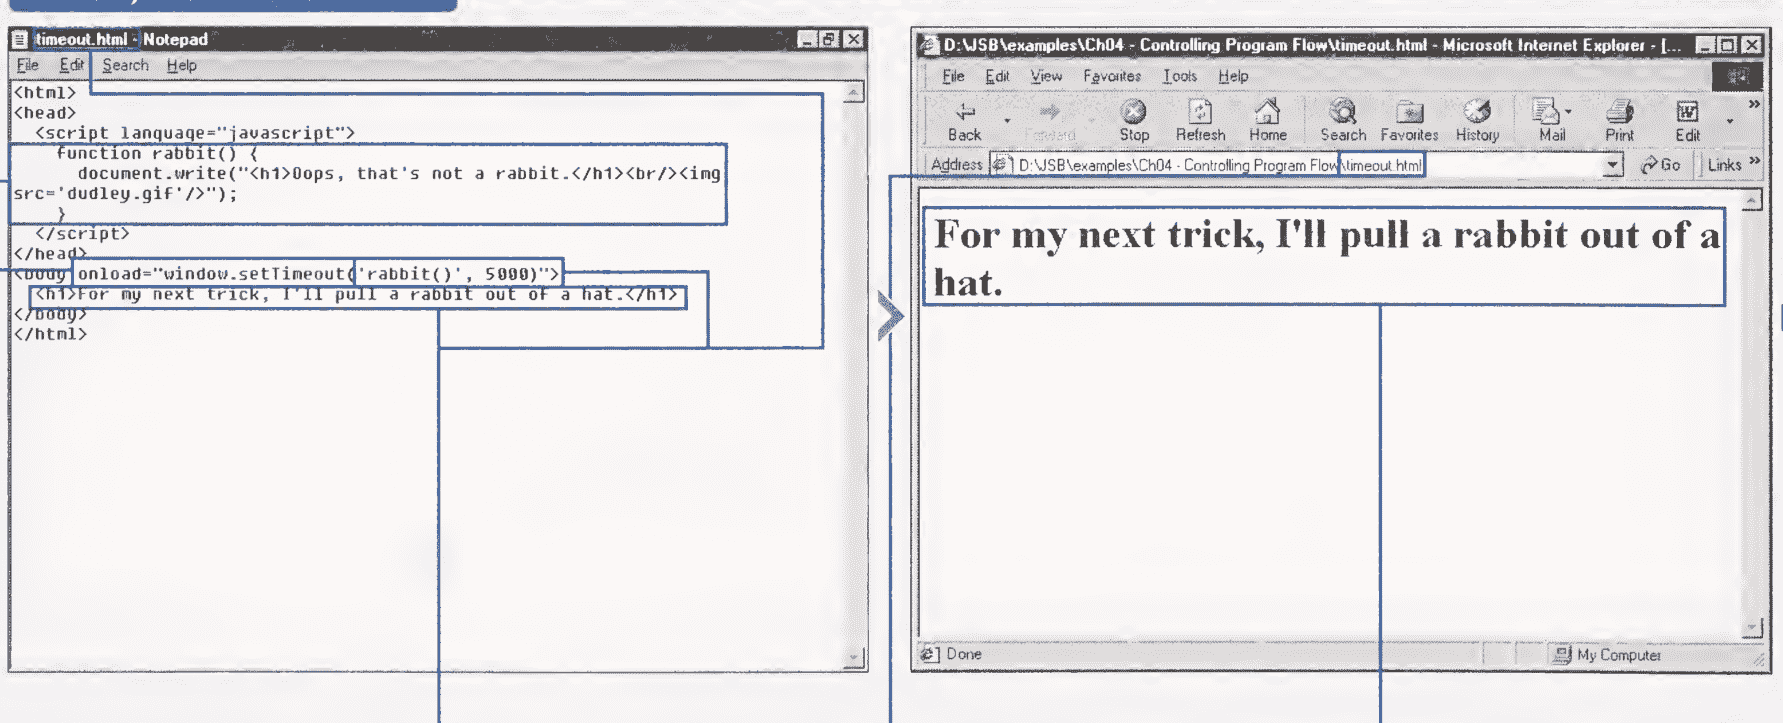 timeout.html - Notepad
File Edit Search Help
<html>
<head>
<script language="javascript">
function rabbit() {
document.write("<h1>Oops, that's not a rabbit.</h1><br/><img
src='dudley.gif'/>");
}
</script>
</head>
<body onload="window.setTimeout('rabbit()', 5000)">
<h1>For my next trick, I'll pull a rabbit out of a hat.</h1>
</body>
</html>
D:\JSB\examples\Ch04 - Controlling Program Flow\timeout.html - Microsoft Internet Explorer - [...
File Edit View Favorites Tools Help
Back Forward Stop Refresh Home Search Favorites History Mail Print Edit
Address D:\JSB\examples\Ch04 - Controlling Program Flow\timeout.html Go Links »
For my next trick, I'll pull a rabbit out of a
hat.
Done
My Computer